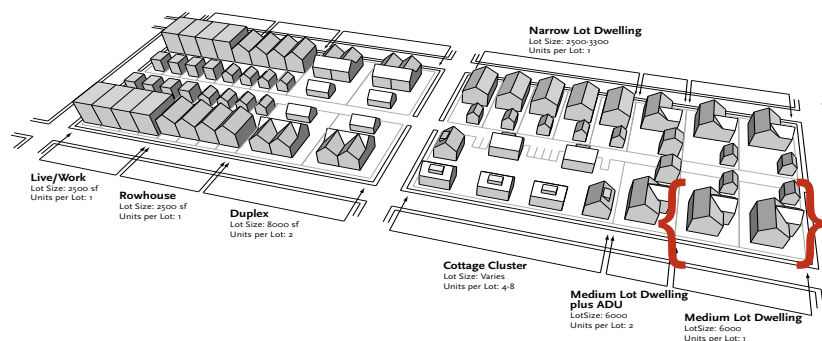 Narrow Lot Dwelling
Lot Size: 2500-3300
Units per Lot: 1
Live/Work
Lot Size: 2500 sf
Units per Lot: 1
Rowhouse
Lot Size: 2500 sf
Units per Lot: 1
Duplex
Lot Size: 8000 sf
Units per Lot: 2
Cottage Cluster
Lot Size: Varies
Units per Lot: 4-8
Medium Lot Dwelling
plus ADU
LotSize: 6000
Units per Lot: 2
Medium Lot Dwelling
LotSize: 6000
Units per Lot: 1